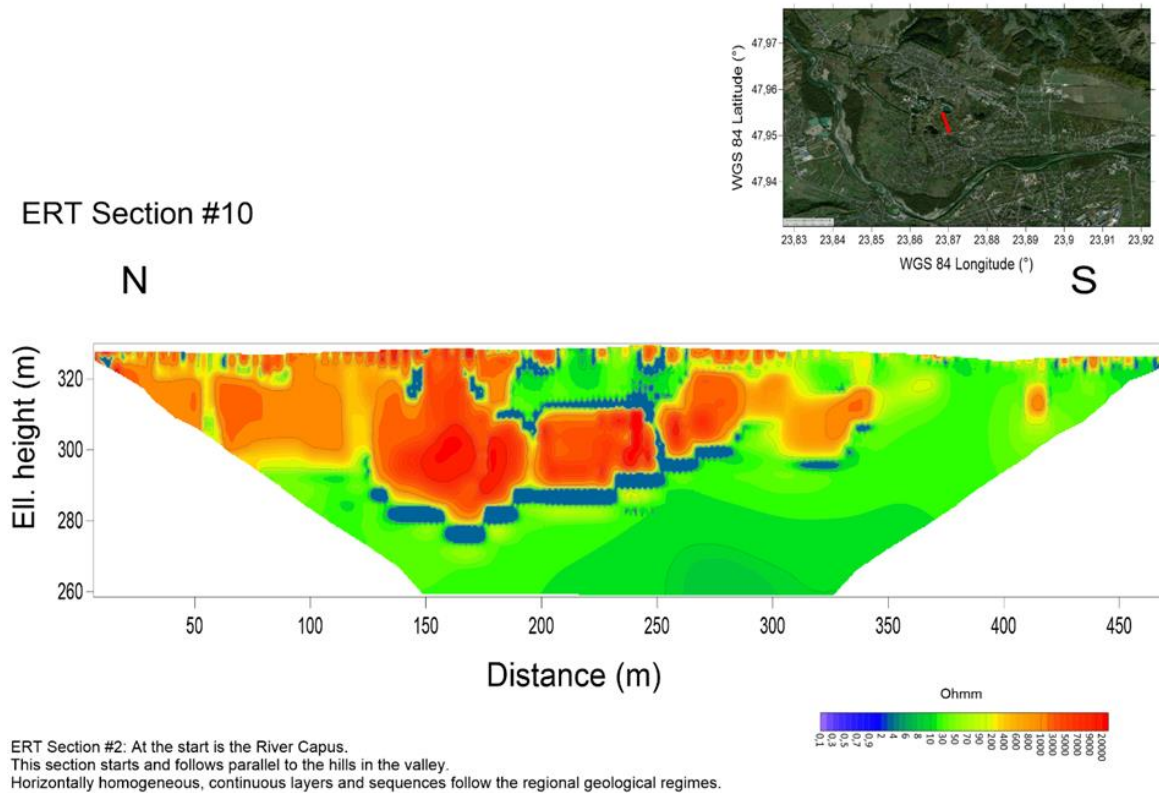 47,97
47,96
47,95
47,94
WGS 84 Latitude (°)
23,83 23,84 23,85 23,86 23,87 23,88 23,89 23,9 23,91 23,92
WGS 84 Longitude (°)
ERT Section #10
N S
Ell. height (m)
320
300
280
260
50 100 150 200 250 300 350 400 450
Distance (m)
Ohmm
0,1 0,3 0,5 0,7 0,9 2 4 6 8 10 30 50 70 90 200 400 600 800 1000 3000 5000 7000 9000 20000
ERT Section #2: At the start is the River Capus.
This section starts and follows parallel to the hills in the valley.
Horizontally homogeneous, continuous layers and sequences follow the regional geological regimes.